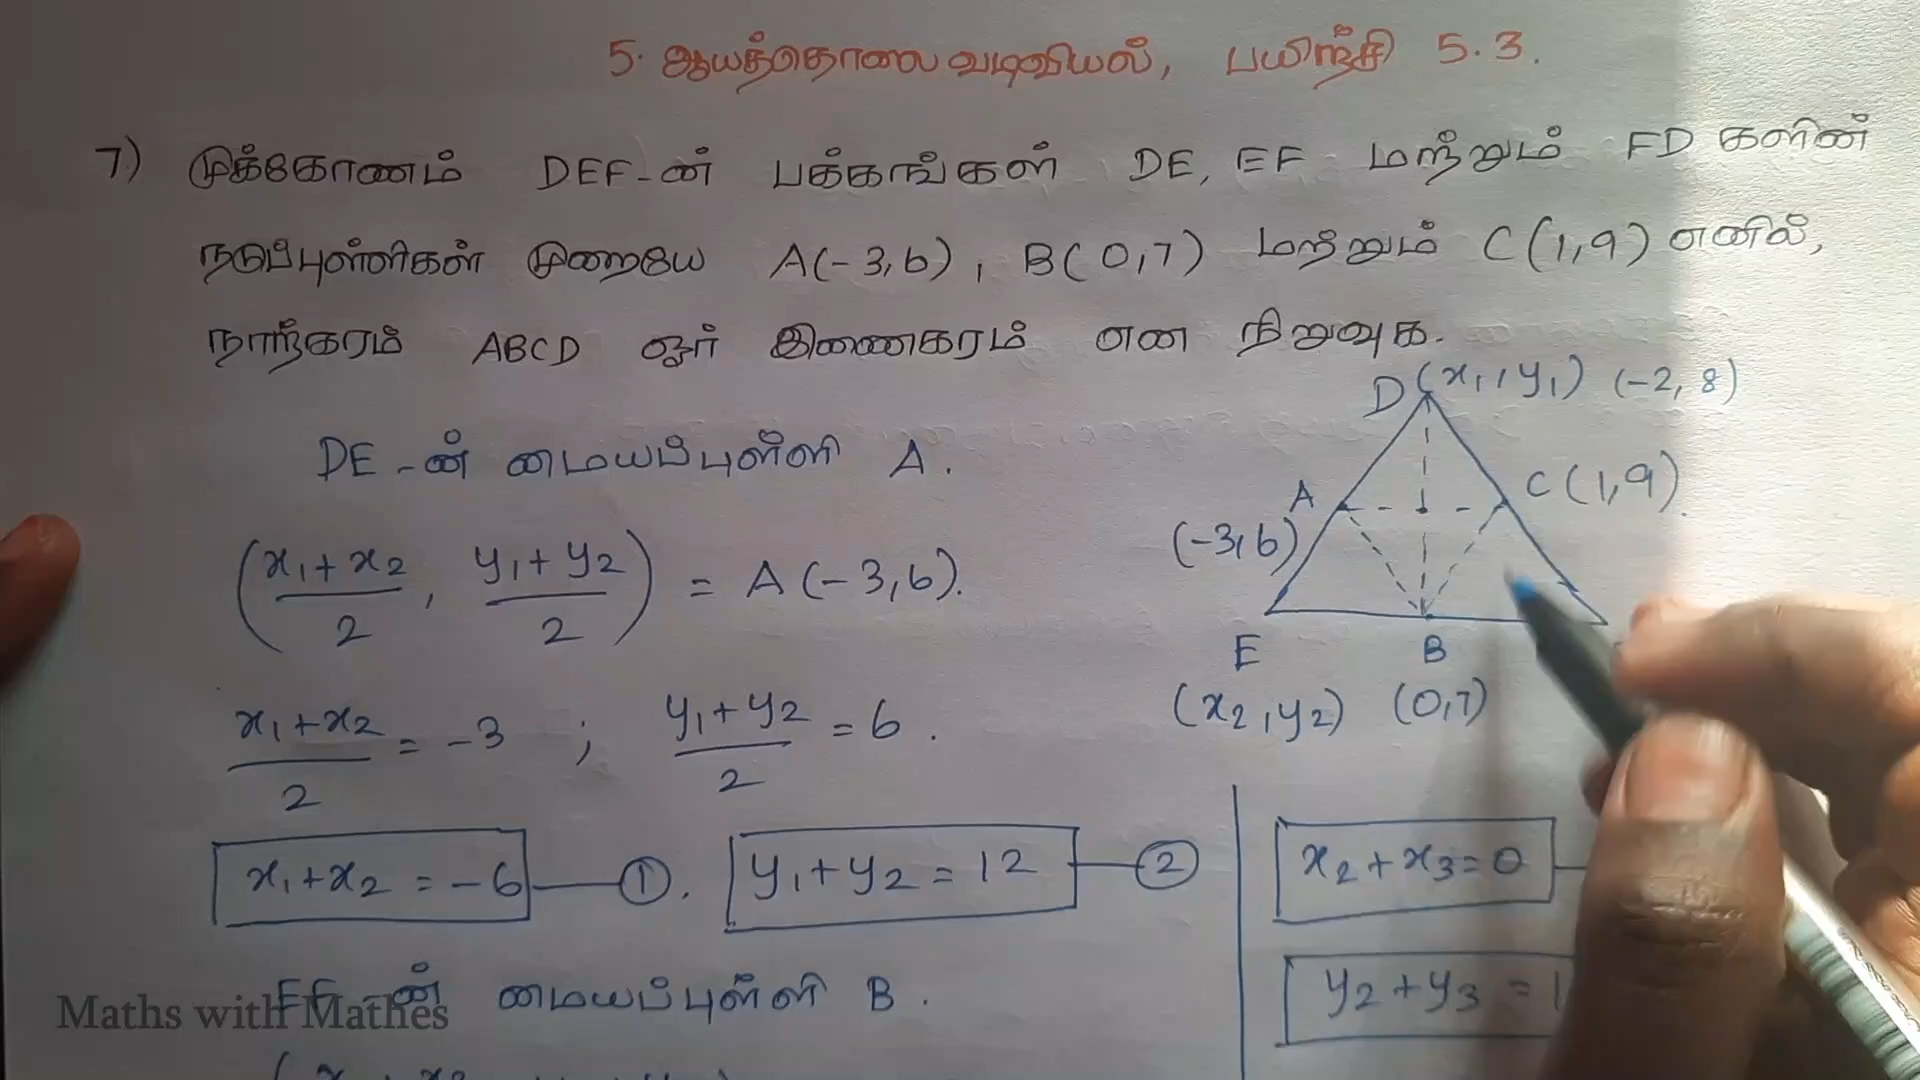 5. ஆயத்தொலை வடிவியல், பயிற்சி 5.3.
7) முக்கோணம் DEF-ன் பக்கங்கள் DE, EF மற்றும் FD களின்
நடுப்புள்ளிகள் முறையே A(-3,6), B(0,7) மற்றும் C(1,9) எனில்,
நாற்கரம் ABCD ஓர் இணைகரம் என நிறுவுக.
D(x₁, y₁) (-2, 8)
DE-ன் மையப்புள்ளி A.
A
C(1,9).
(-3,6)
(x₁+x₂/2, y₁+y₂/2) = A(-3,6).
E B
(x₂,y₂) (0,7)
x₁+x₂/2 = -3 ; y₁+y₂/2 = 6.
x₁+x₂ = -6 — ①. y₁+y₂ = 12 — ②
x₂+x₃=0
EF-ன் மையப்புள்ளி B.
y₂+y₃ = 1
Maths with Mathes